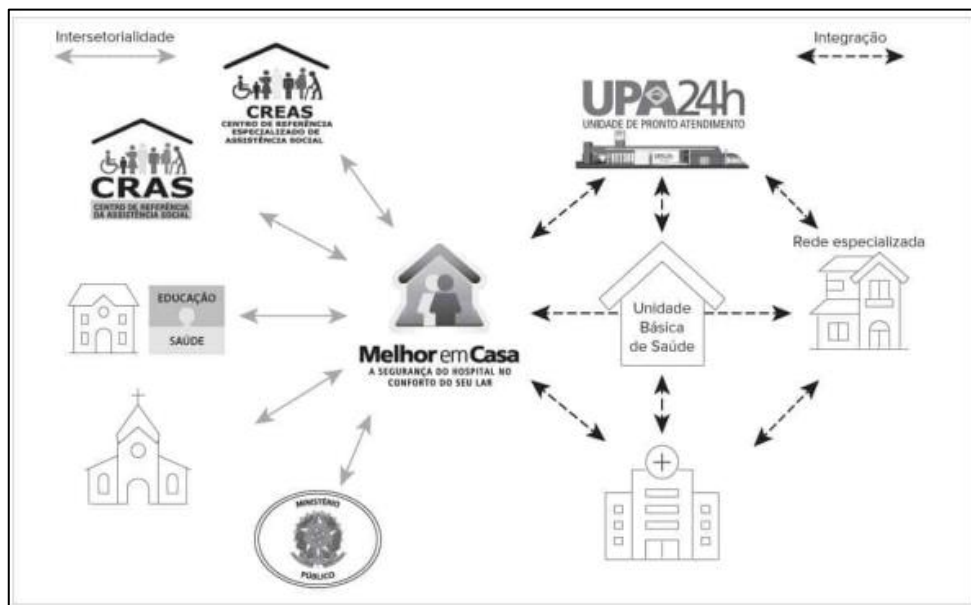 Intersetorialidade
Integração
CREAS
CENTRO DE REFERÊNCIA
ESPECIALIZADO DE
ASSISTÊNCIA SOCIAL
UPA24h
UNIDADE DE PRONTO ATENDIMENTO
CRAS
CENTRO DE REFERÊNCIA
DA ASSISTÊNCIA SOCIAL
Rede especializada
EDUCAÇÃO
SAÚDE
Unidade
Básica
de Saúde
Melhor em Casa
A SEGURANÇA DO HOSPITAL NO
CONFORTO DO SEU LAR
MINISTÉRIO
PÚBLICO